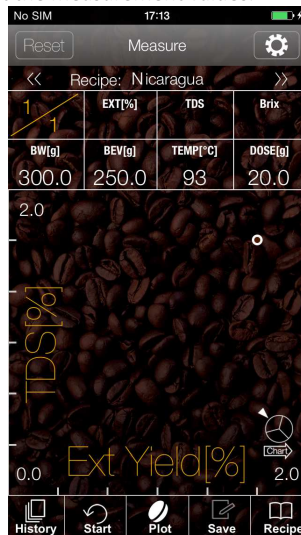 No SIM 17:13
Reset Measure
<< Recipe: Nicaragua >>
1/1 EXT[%] TDS Brix
BW[g] BEV[g] TEMP[°C] DOSE[g]
300.0 250.0 93 20.0
2.0
TDS[%]
Chart
0.0 Ext Yield[%] 2.0
History Start Plot Save Recipe